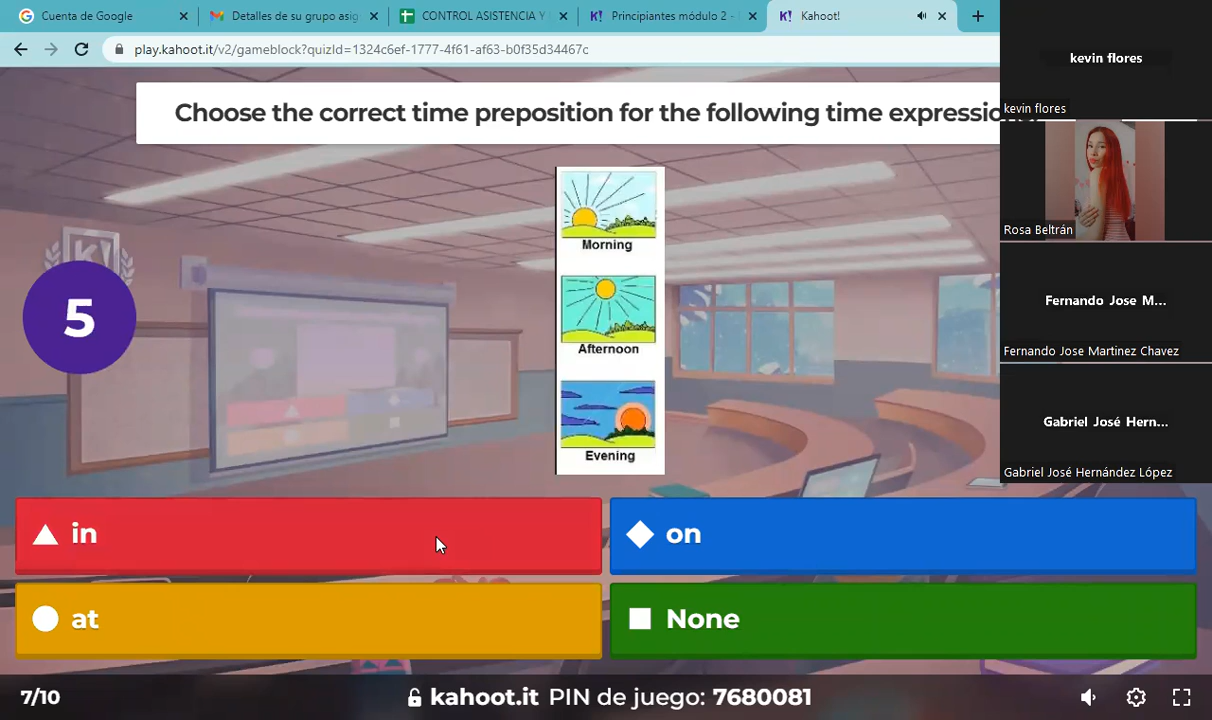 Cuenta de Google
Detalles de su grupo asig
CONTROL ASISTENCIA Y
Principiantes módulo 2 -
Kahoot!
play.kahoot.it/v2/gameblock?quizId=1324c6ef-1777-4f61-af63-b0f35d34467c
Choose the correct time preposition for the following time expression
kevin flores
kevin flores
Rosa Beltrán
Fernando Jose M...
Fernando Jose Martinez Chavez
Gabriel José Hern...
Gabriel José Hernández López
K!
5
Morning
Afternoon
Evening
in
on
at
None
7/10
kahoot.it PIN de juego: 7680081